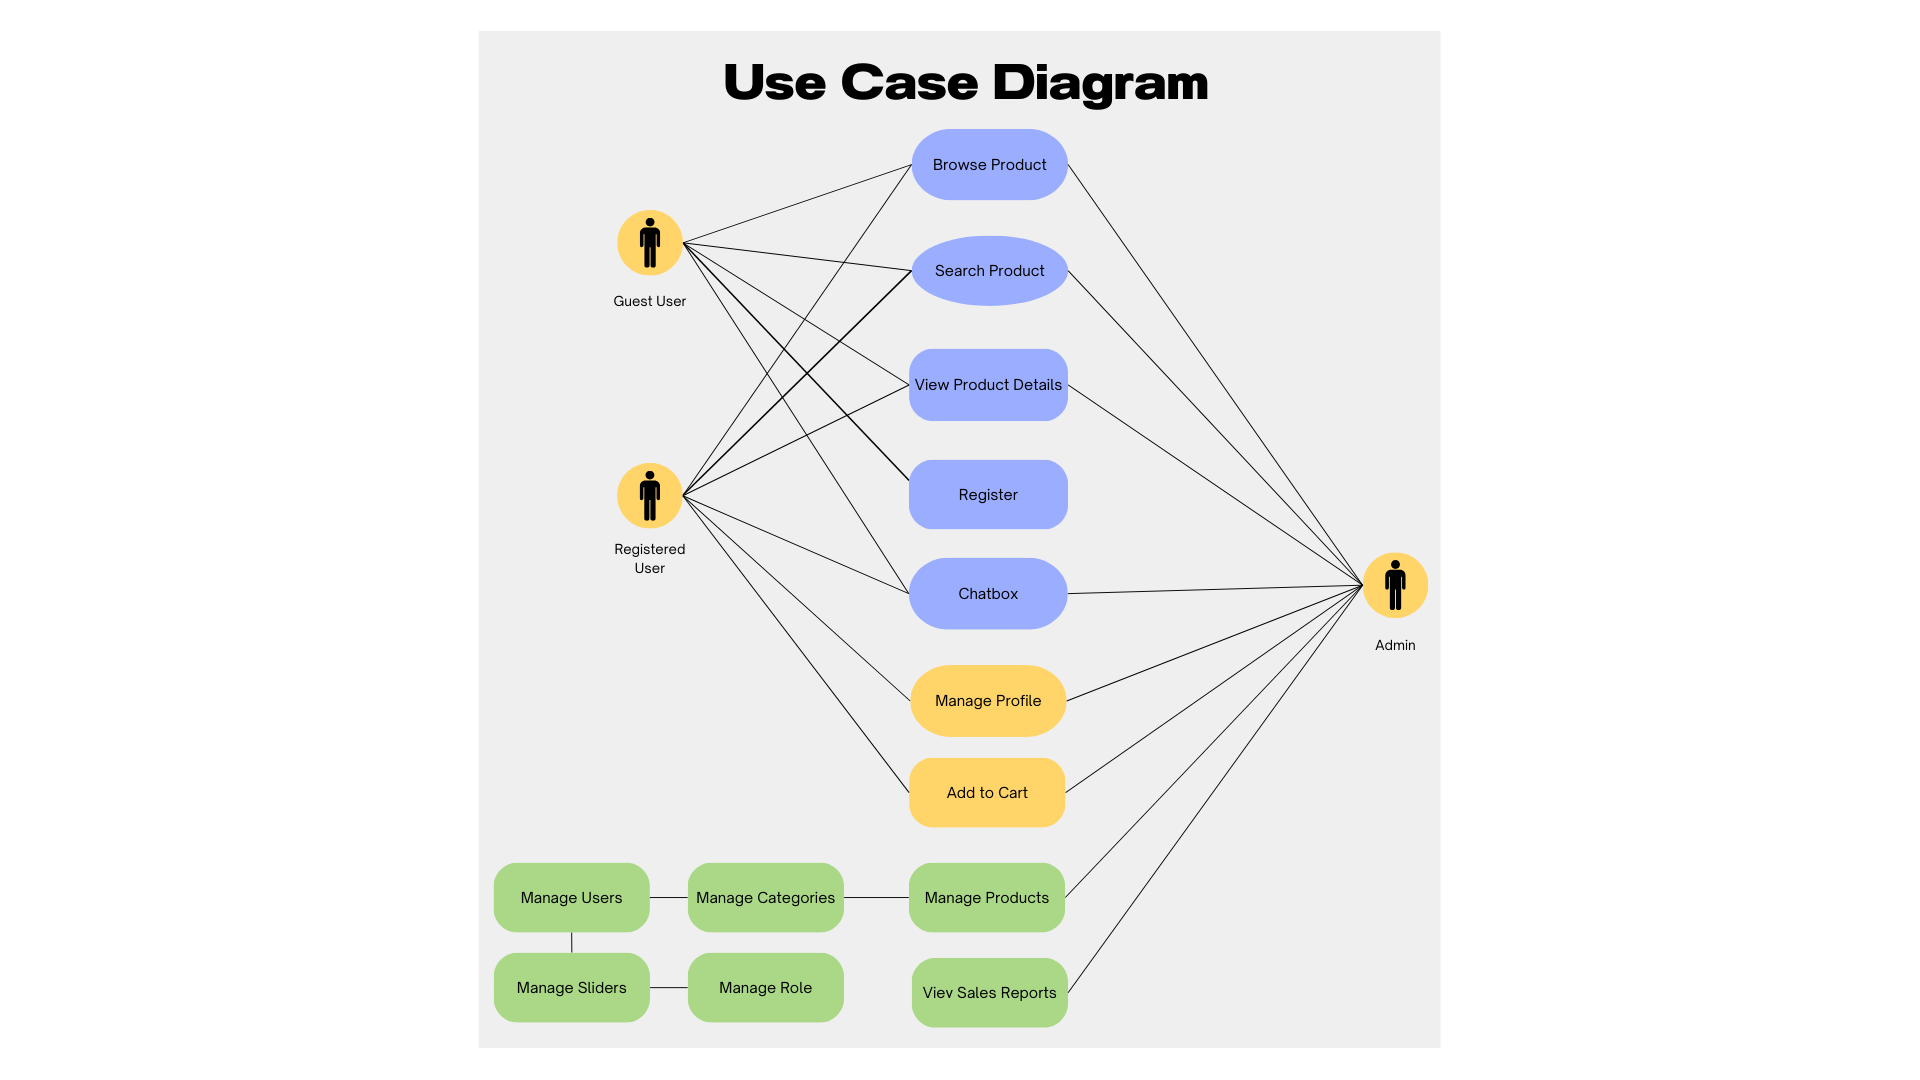 Use Case Diagram
Browse Product
Search Product
Guest User
View Product Details
Register
Registered
User
Chatbox
Admin
Manage Profile
Add to Cart
Manage Users
Manage Categories
Manage Products
Manage Sliders
Manage Role
Viev Sales Reports